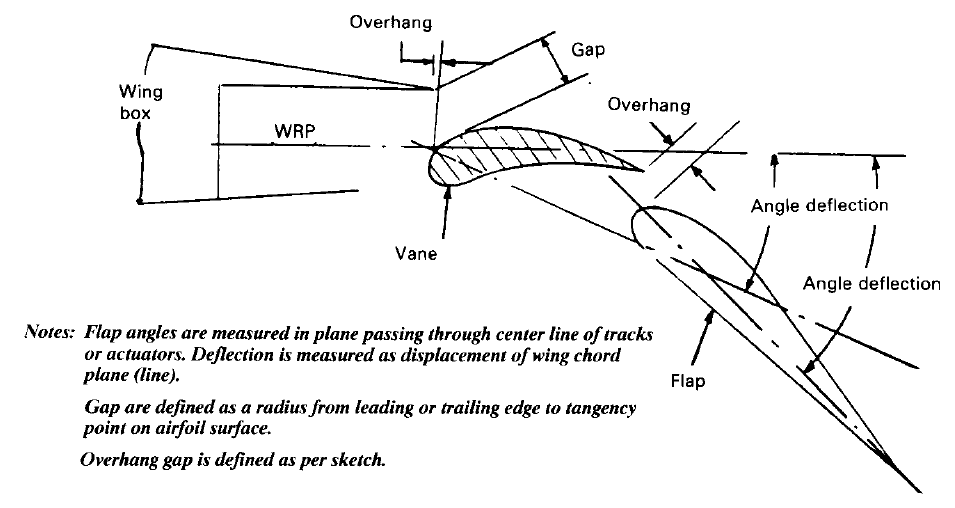 Overhang
Gap
Wing
box
Overhang
WRP
Angle deflection
Vane
Angle deflection
Notes: Flap angles are measured in plane passing through center line of tracks
or actuators. Deflection is measured as displacement of wing chord
plane (line).
Flap
Gap are defined as a radius from leading or trailing edge to tangency
point on airfoil surface.
Overhang gap is defined as per sketch.